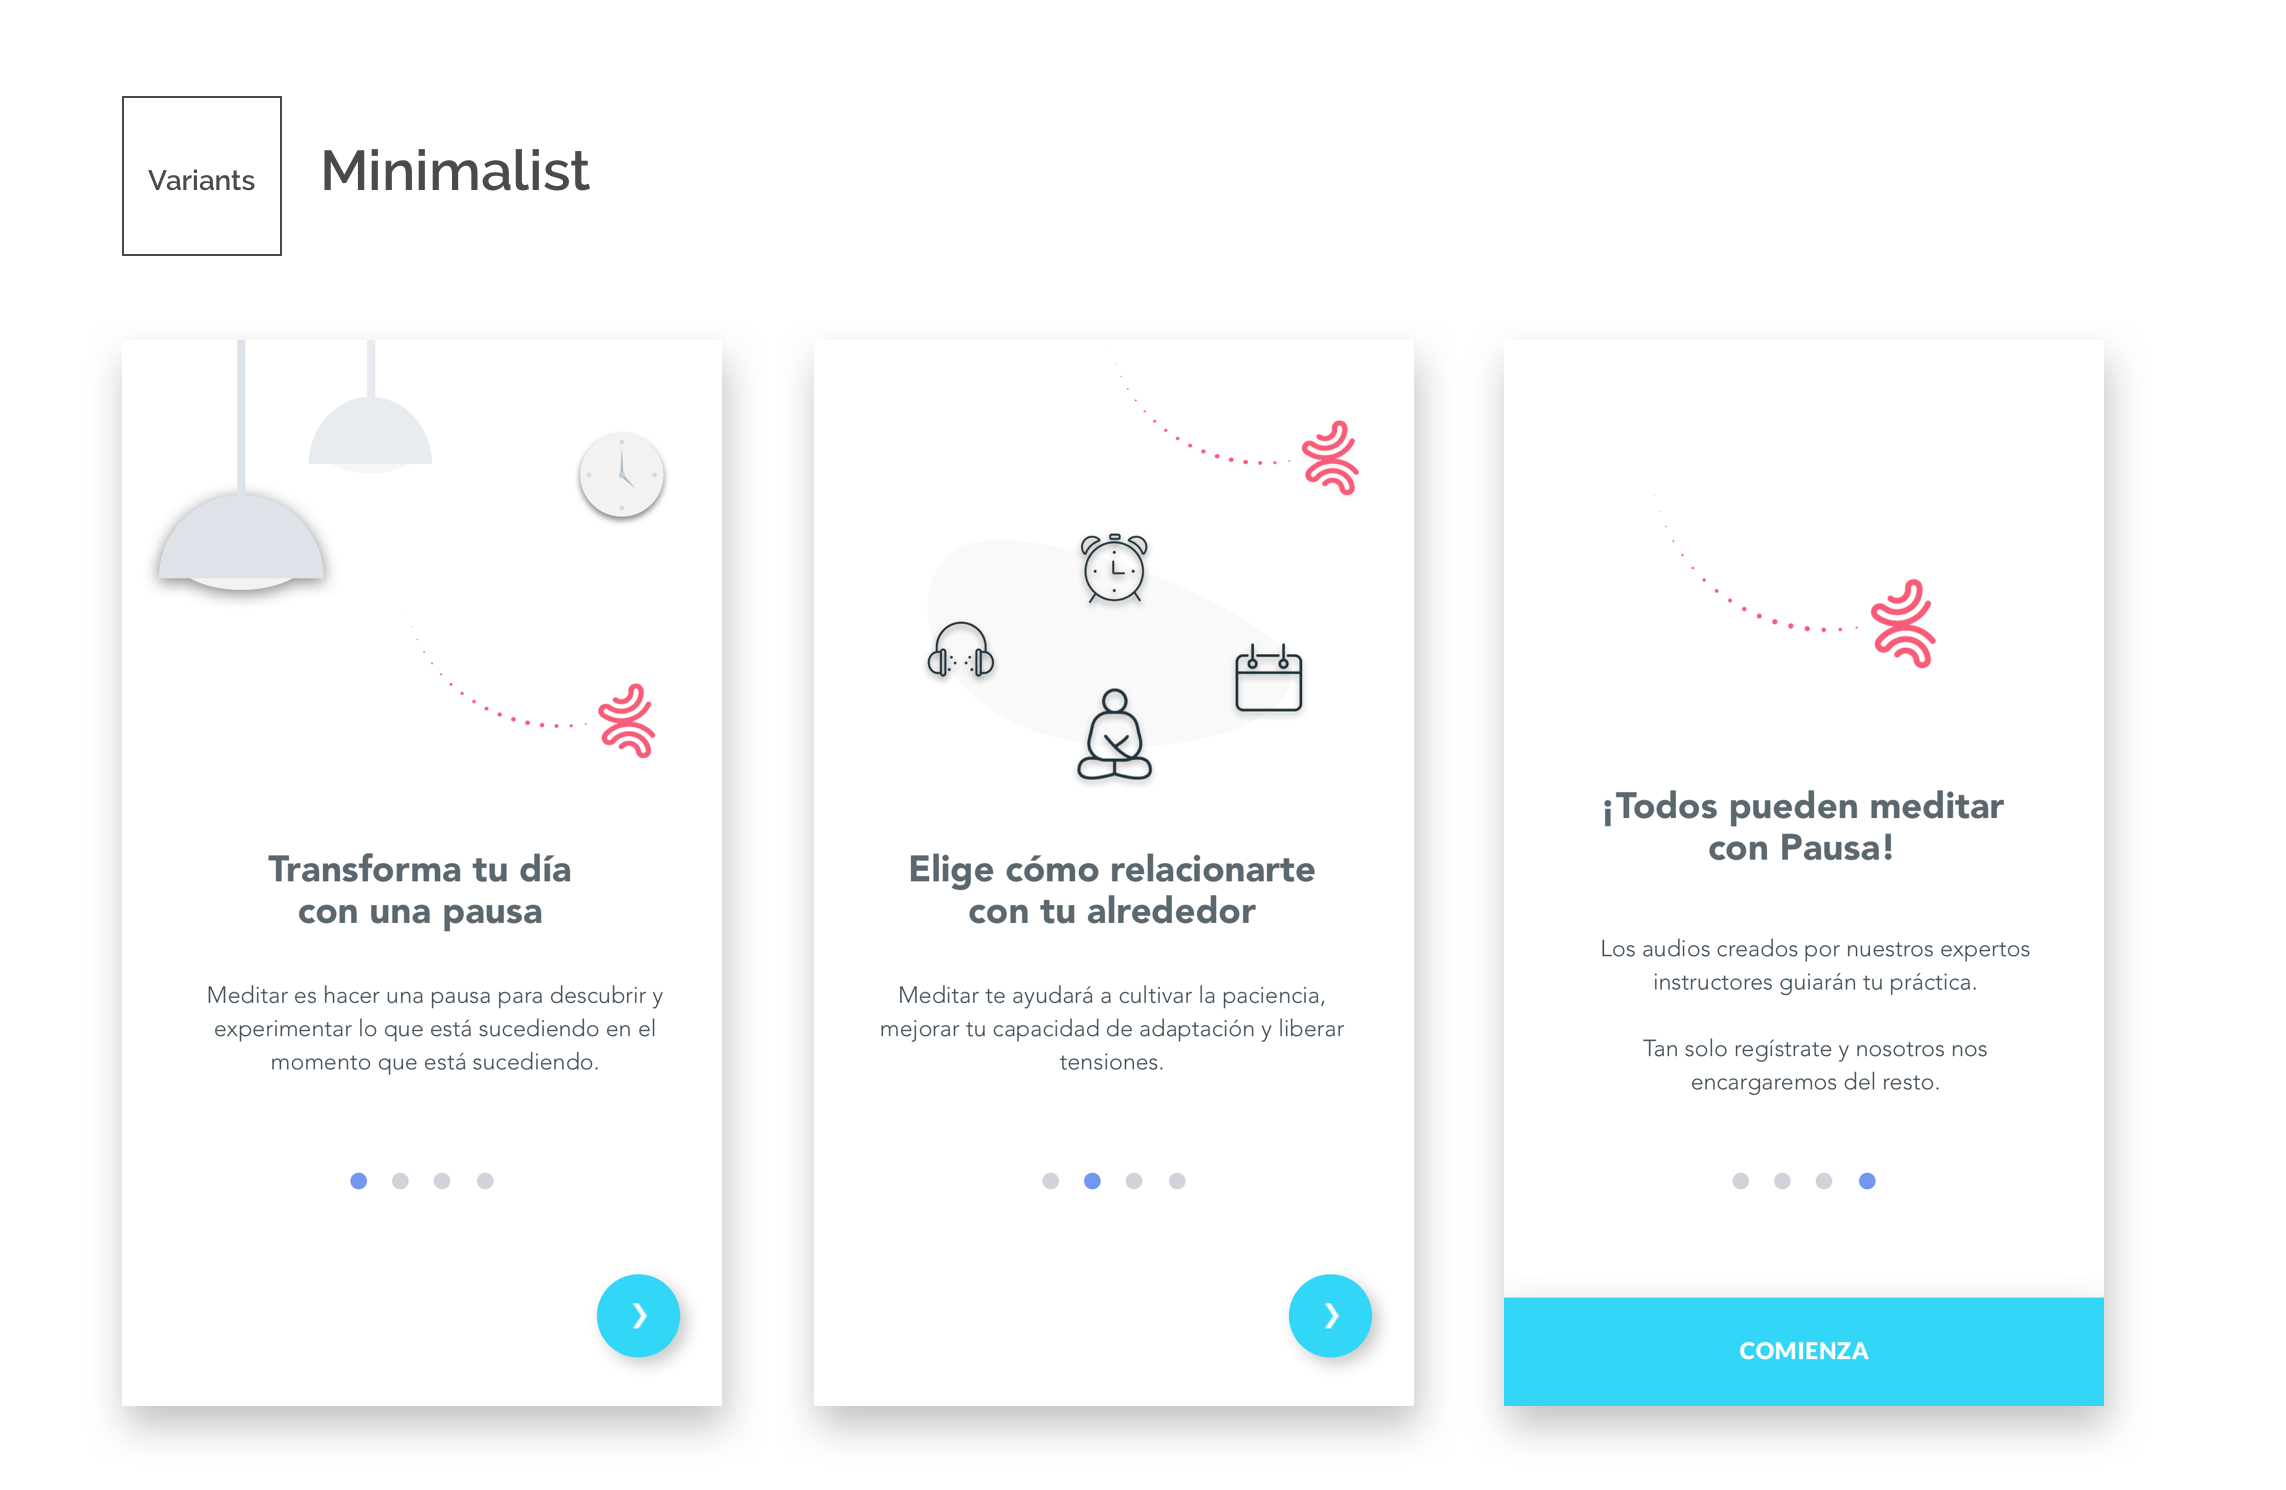 Variants
Minimalist
Transforma tu día
con una pausa
Meditar es hacer una pausa para descubrir y
experimentar lo que está sucediendo en el
momento que está sucediendo.
Elige cómo relacionarte
con tu alrededor
Meditar te ayudará a cultivar la paciencia,
mejorar tu capacidad de adaptación y liberar
tensiones.
¡Todos pueden meditar
con Pausa!
Los audios creados por nuestros expertos
instructores guiarán tu práctica.
Tan solo regístrate y nosotros nos
encargaremos del resto.
COMIENZA